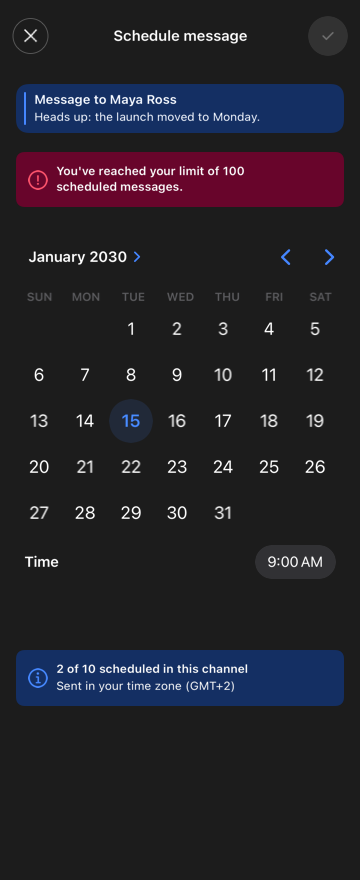 Schedule message
Message to Maya Ross
Heads up: the launch moved to Monday.
You've reached your limit of 100
scheduled messages.
January 2030
SUN MON TUE WED THU FRI SAT
1 2 3 4 5
6 7 8 9 10 11 12
13 14 15 16 17 18 19
20 21 22 23 24 25 26
27 28 29 30 31
Time 9:00 AM
2 of 10 scheduled in this channel
Sent in your time zone (GMT+2)